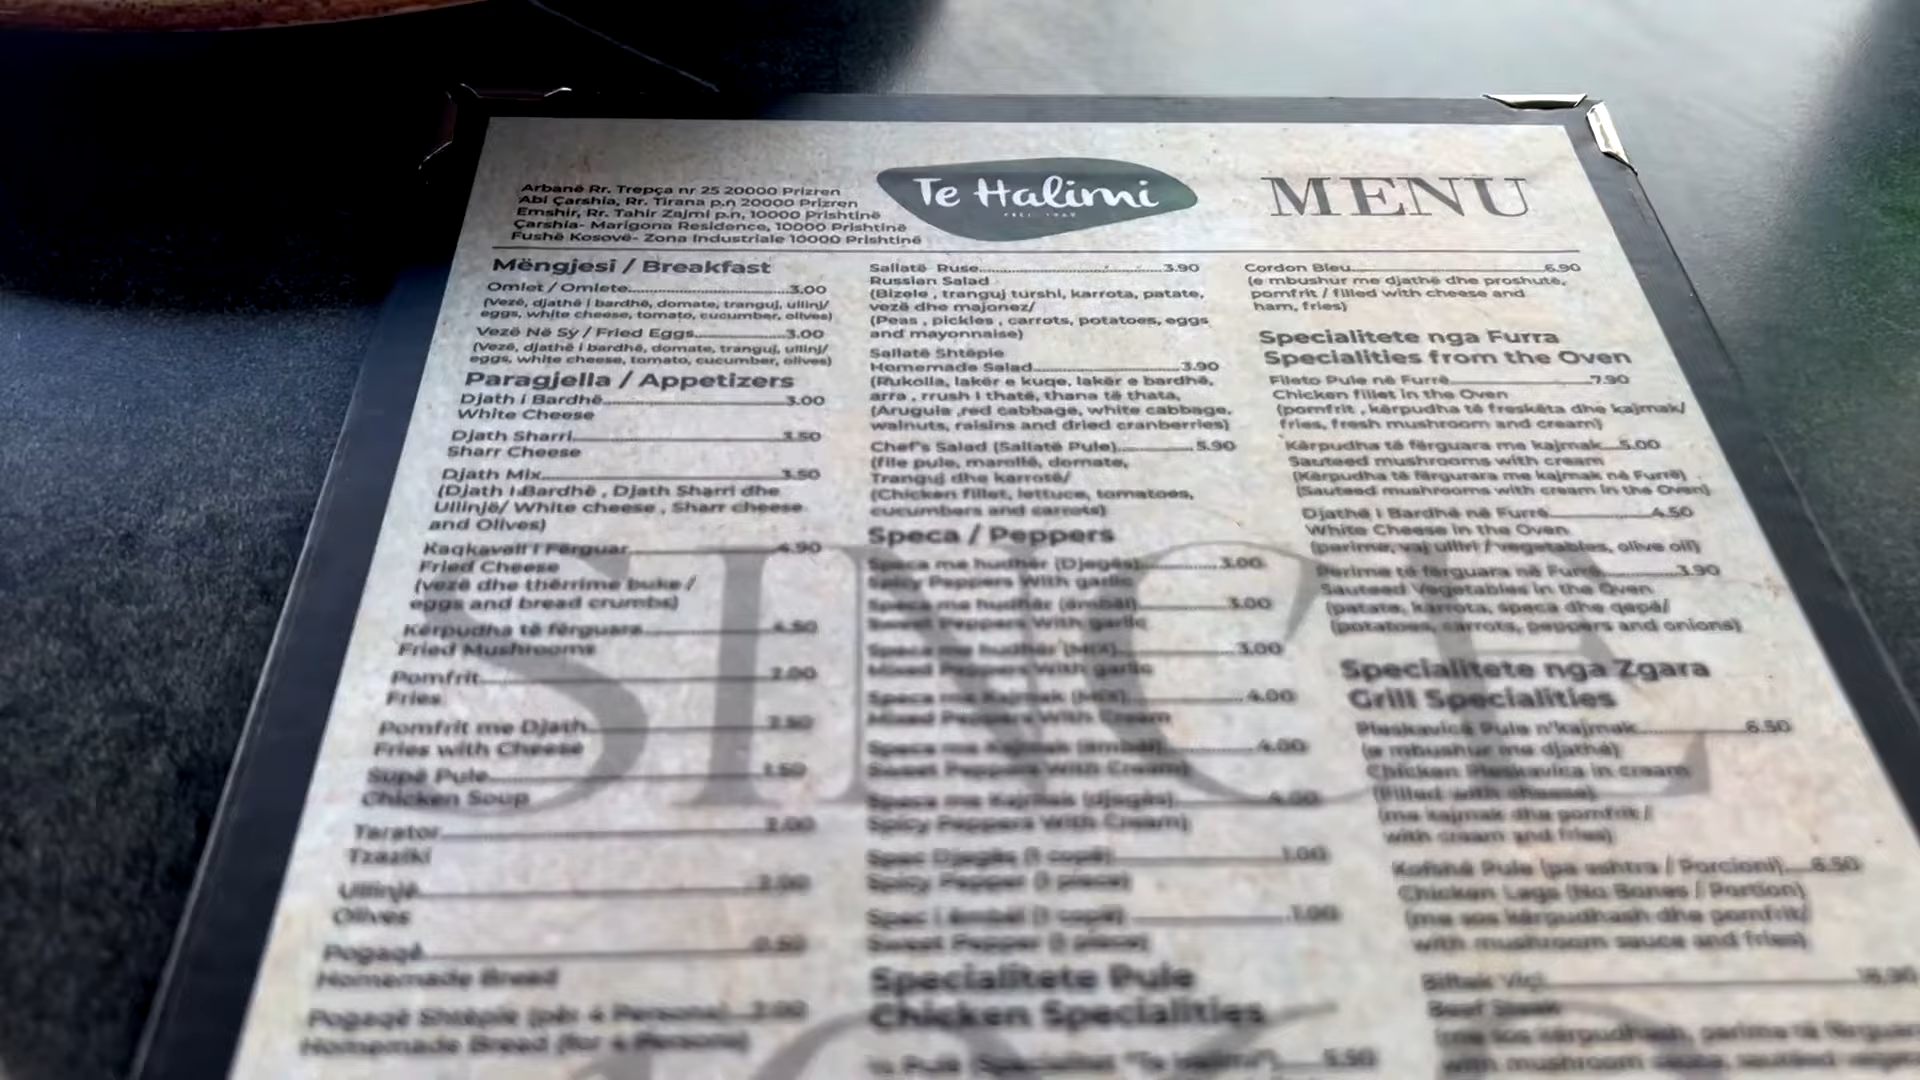 Arbanë Rr. Trepça nr 25 20000 Prizren
Abi Çarshia, Rr. Tirana p.n 20000 Prizren
Emshir, Rr. Tahir Zajmi p.n, 10000 Prishtinë
Çarshia- Marigona Residence, 10000 Prishtinë
Fushë Kosovë- Zona Industriale 10000 Prishtinë
Te Halimi
MENU
Mëngjesi / Breakfast
Omlet / Omlete 3.00
(Vezë, djathë i bardhë, domate, tranguj, ullinj/
eggs, white cheese, tomato, cucumber, olives)
Vezë Në Sy / Fried Eggs 3.00
(Vezë, djathë i bardhë, domate, tranguj, ullinj/
eggs, white cheese, tomato, cucumber, olives)
Paragjella / Appetizers
Djath i Bardhë 3.00
White Cheese
Djath Sharri 3.50
Sharr Cheese
Djath Mix 3.50
(Djath i Bardhë , Djath Sharri dhe
Ullinjë/ White cheese , Sharr cheese
and Olives)
Kaqkavall i Fërguar 4.90
Fried Cheese
(vezë dhe thërrime buke /
eggs and bread crumbs)
Kërpudha të fërguara 4.50
Fried Mushrooms
Pomfrit 2.00
Fries
Pomfrit me Djath 2.50
Fries with Cheese
Supë Pule 1.50
Chicken Soup
Tarator 2.00
Tzaziki
Ullinjë 2.00
Olives
Pogaqë 0.50
Homemade Bread
Pogaqë Shtëpie (për 4 Persona) 2.00
Homemade Bread (for 4 Persons)
Sallatë Ruse 3.90
Russian Salad
(Bizele , tranguj turshi, karrota, patate,
vezë dhe majonez/
(Peas , pickles , carrots, potatoes, eggs
and mayonnaise)
Sallatë Shtëpie
Homemade Salad 3.90
(Rukolla, lakër e kuqe, lakër e bardhë,
arra , rrush i thatë, thana të thata,
(Arugula ,red cabbage, white cabbage,
walnuts, raisins and dried cranberries)
Chef's Salad (Sallatë Pule) 5.90
(file pule, marollë, domate,
Tranguj dhe karrotë/
(Chicken fillet, lettuce, tomatoes,
cucumbers and carrots)
Speca / Peppers
Speca me hudhër (Djegës) 3.00
Spicy Peppers With garlic
Speca me hudhër (ëmbël) 3.00
Sweet Peppers With garlic
Speca me hudhër (MIX) 3.00
Mixed Peppers With garlic
Speca me Kajmak (MIX) 4.00
Mixed Peppers With Cream
Speca me Kajmak (ëmbël) 4.00
Sweet Peppers With Cream)
Speca me Kajmak (djegës) 4.00
Spicy Peppers With Cream)
Spec Djegës (1 copë) 1.00
Spicy Pepper (1 piece)
Spec i ëmbël (1 copë) 1.00
Sweet Pepper (1 piece)
Specialitete Pule
Chicken Specialities
Pule (Specialitet "Te Halimi") 5.50
Cordon Bleu 6.90
(e mbushur me djathë dhe proshutë,
pomfrit / filled with cheese and
ham, fries)
Specialitete nga Furra
Specialities from the Oven
Fileto Pule në Furrë 7.90
Chicken fillet in the Oven
(pomfrit , kërpudha të freskëta dhe kajmak/
fries, fresh mushroom and cream)
Kërpudha të fërguara me kajmak 5.00
Sauteed mushrooms with cream
(Kërpudha të fërgurara me kajmak në Furrë)
(Sauteed mushrooms with cream in the Oven)
Djathë i Bardhë në Furrë 4.50
White Cheese in the Oven
(perime, vaj ulliri / vegetables, olive oil)
Perime të fërguara në Furrë 3.90
Sauteed Vegetables in the Oven
(patate, karrota, speca dhe qepë/
(potatoes, carrots, peppers and onions)
Specialitete nga Zgara
Grill Specialities
Pleskavicë Pule n'kajmak 6.50
(e mbushur me djathë)
Chicken Pleskavica in cream
(Filled with cheese)
(me kajmak dhe pomfrit /
with cream and fries)
Kofshë Pule (pa eshtra / Porcioni) 6.50
Chicken Legs (No Bones / Portion)
(me sos kërpudhash dhe pomfrit/
with mushroom sauce and fries)
Biftek Viçi
Beef Steak
(me sos kërpudhash, perime të fërguara
with mushroom sauce, sautéed
SINCE